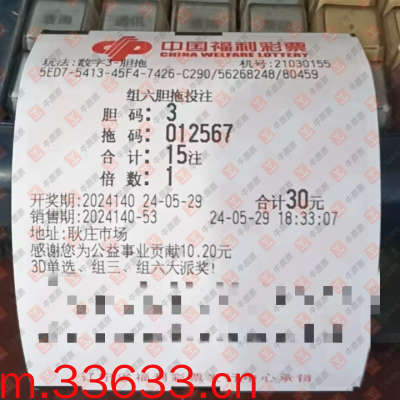 中国福利彩票
CHINA WELFARE LOTTERY
玩法:数字3-胆拖 机号:21030155
5ED7-5413-45F4-7426-C290/56268248/80459
组六胆拖投注
胆 码: 3
拖 码: 012567
合 计: 15注
倍 数: 1
开奖期:2024140 24-05-29 合计30元
销售期:2024140-53 24-05-29 18:33:07
地址:耿庄市场
感谢您为公益事业贡献10.20元
3D单选、组三、组六大派奖!
m.33633.cn